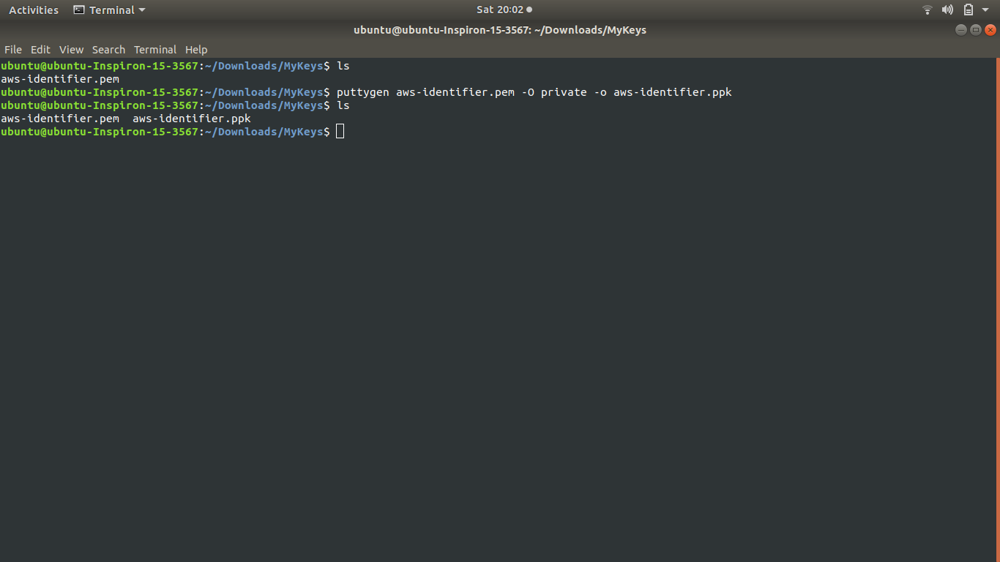 Activities Terminal Sat 20:02
ubuntu@ubuntu-Inspiron-15-3567: ~/Downloads/MyKeys
File Edit View Search Terminal Help
ubuntu@ubuntu-Inspiron-15-3567:~/Downloads/MyKeys$ ls
aws-identifier.pem
ubuntu@ubuntu-Inspiron-15-3567:~/Downloads/MyKeys$ puttygen aws-identifier.pem -O private -o aws-identifier.ppk
ubuntu@ubuntu-Inspiron-15-3567:~/Downloads/MyKeys$ ls
aws-identifier.pem  aws-identifier.ppk
ubuntu@ubuntu-Inspiron-15-3567:~/Downloads/MyKeys$